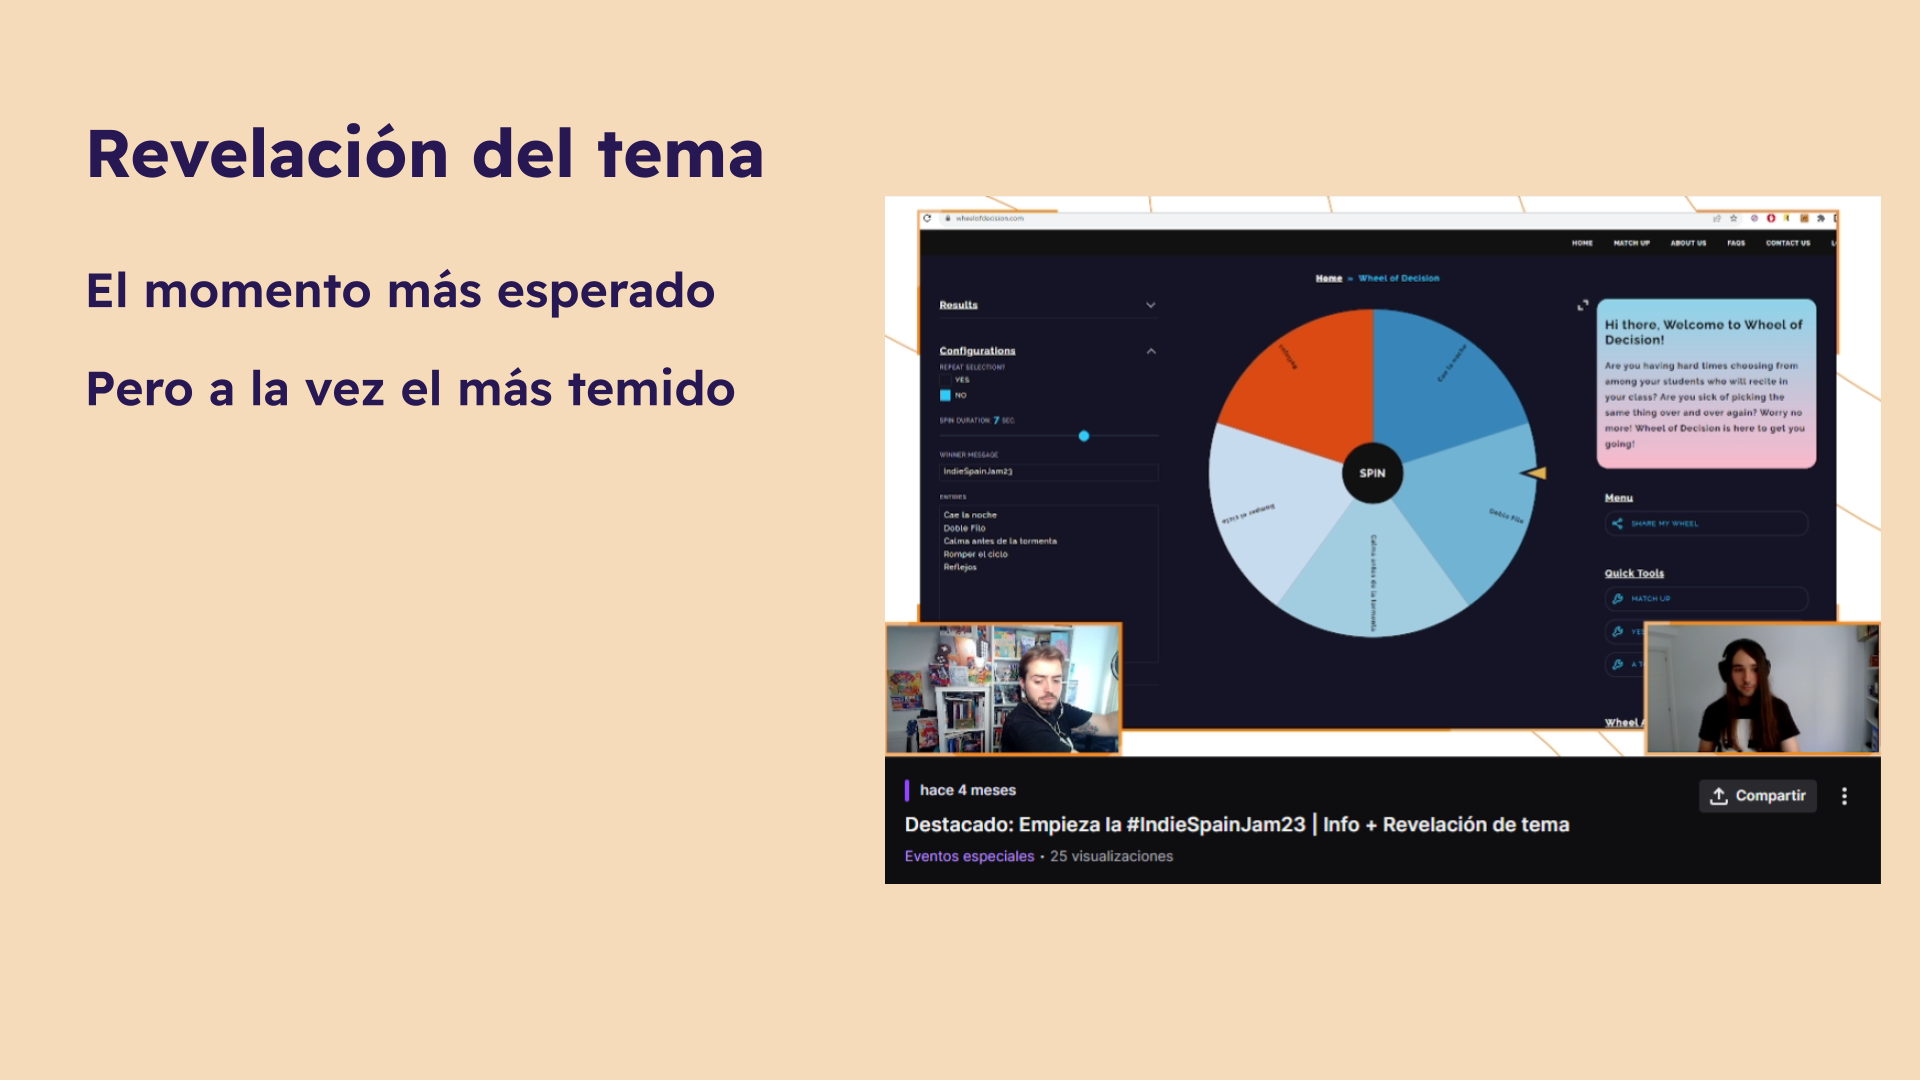 Revelación del tema
El momento más esperado
Pero a la vez el más temido
wheelofdecision.com
HOME MATCH UP ABOUT US FAQS CONTACT US
Home » Wheel of Decision
Results
Configurations
REPEAT SELECTION?
YES
NO
SPIN DURATION: 7 SEC.
WINNER MESSAGE
IndieSpainJam23
ENTRIES
Cae la noche
Doble Filo
Calma antes de la tormenta
Romper el ciclo
Reflejos
Reflejos
Cae la noche
Doble Filo
Calma antes de la tormenta
Romper el ciclo
SPIN
Hi there, Welcome to Wheel of
Decision!
Are you having hard times choosing from
among your students who will recite in
your class? Are you sick of picking the
same thing over and over again? Worry no
more! Wheel of Decision is here to get you
going!
Menu
SHARE MY WHEEL
Quick Tools
MATCH UP
Wheel
hace 4 meses
Compartir
Destacado: Empieza la #IndieSpainJam23 | Info + Revelación de tema
Eventos especiales • 25 visualizaciones